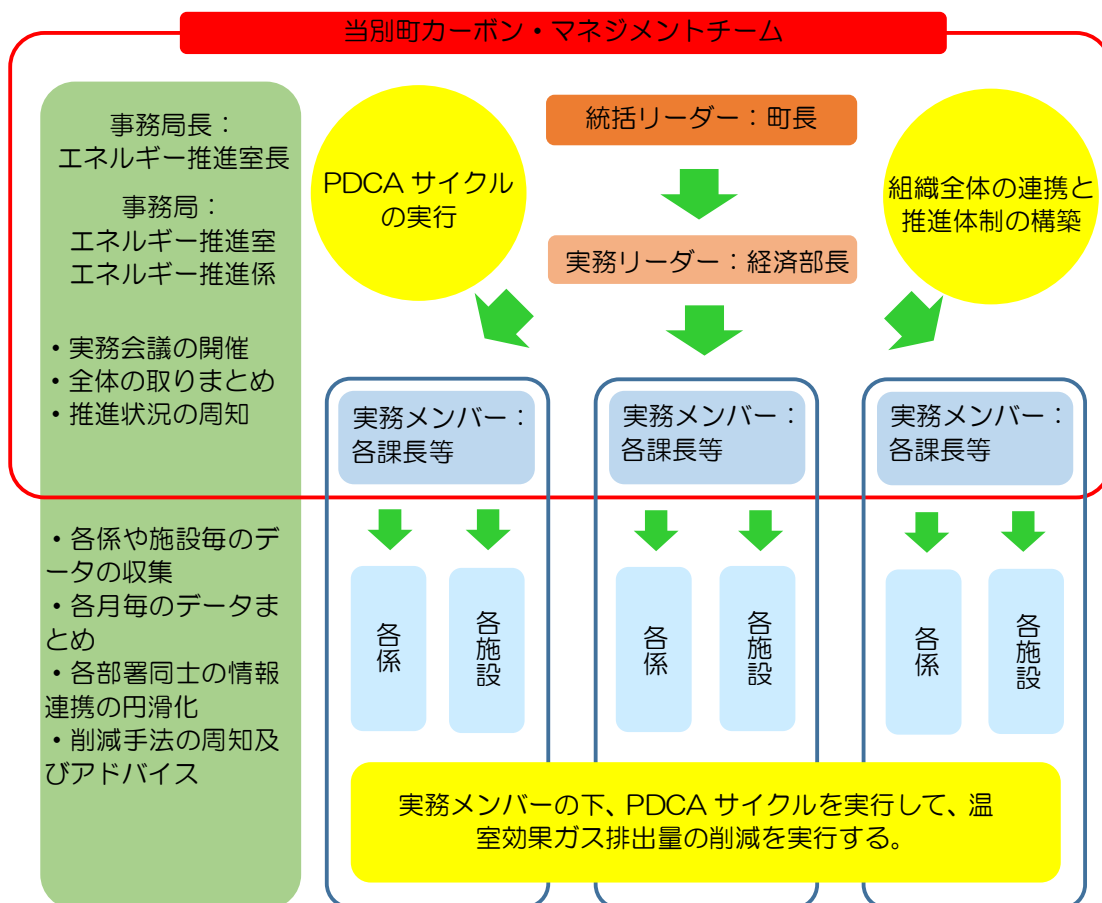 当別町カーボン・マネジメントチーム
事務局長：
エネルギー推進室長
事務局：
エネルギー推進室
エネルギー推進係
・実務会議の開催
・全体の取りまとめ
・推進状況の周知
・各係や施設毎のデ
ータの収集
・各月毎のデータま
とめ
・各部署同士の情報
連携の円滑化
・削減手法の周知及
びアドバイス
PDCA サイクル
の実行
統括リーダー：町長
実務リーダー：経済部長
組織全体の連携と
推進体制の構築
実務メンバー：
各課長等
実務メンバー：
各課長等
実務メンバー：
各課長等
各係
各施設
各係
各施設
各係
各施設
実務メンバーの下、PDCA サイクルを実行して、温
室効果ガス排出量の削減を実行する。